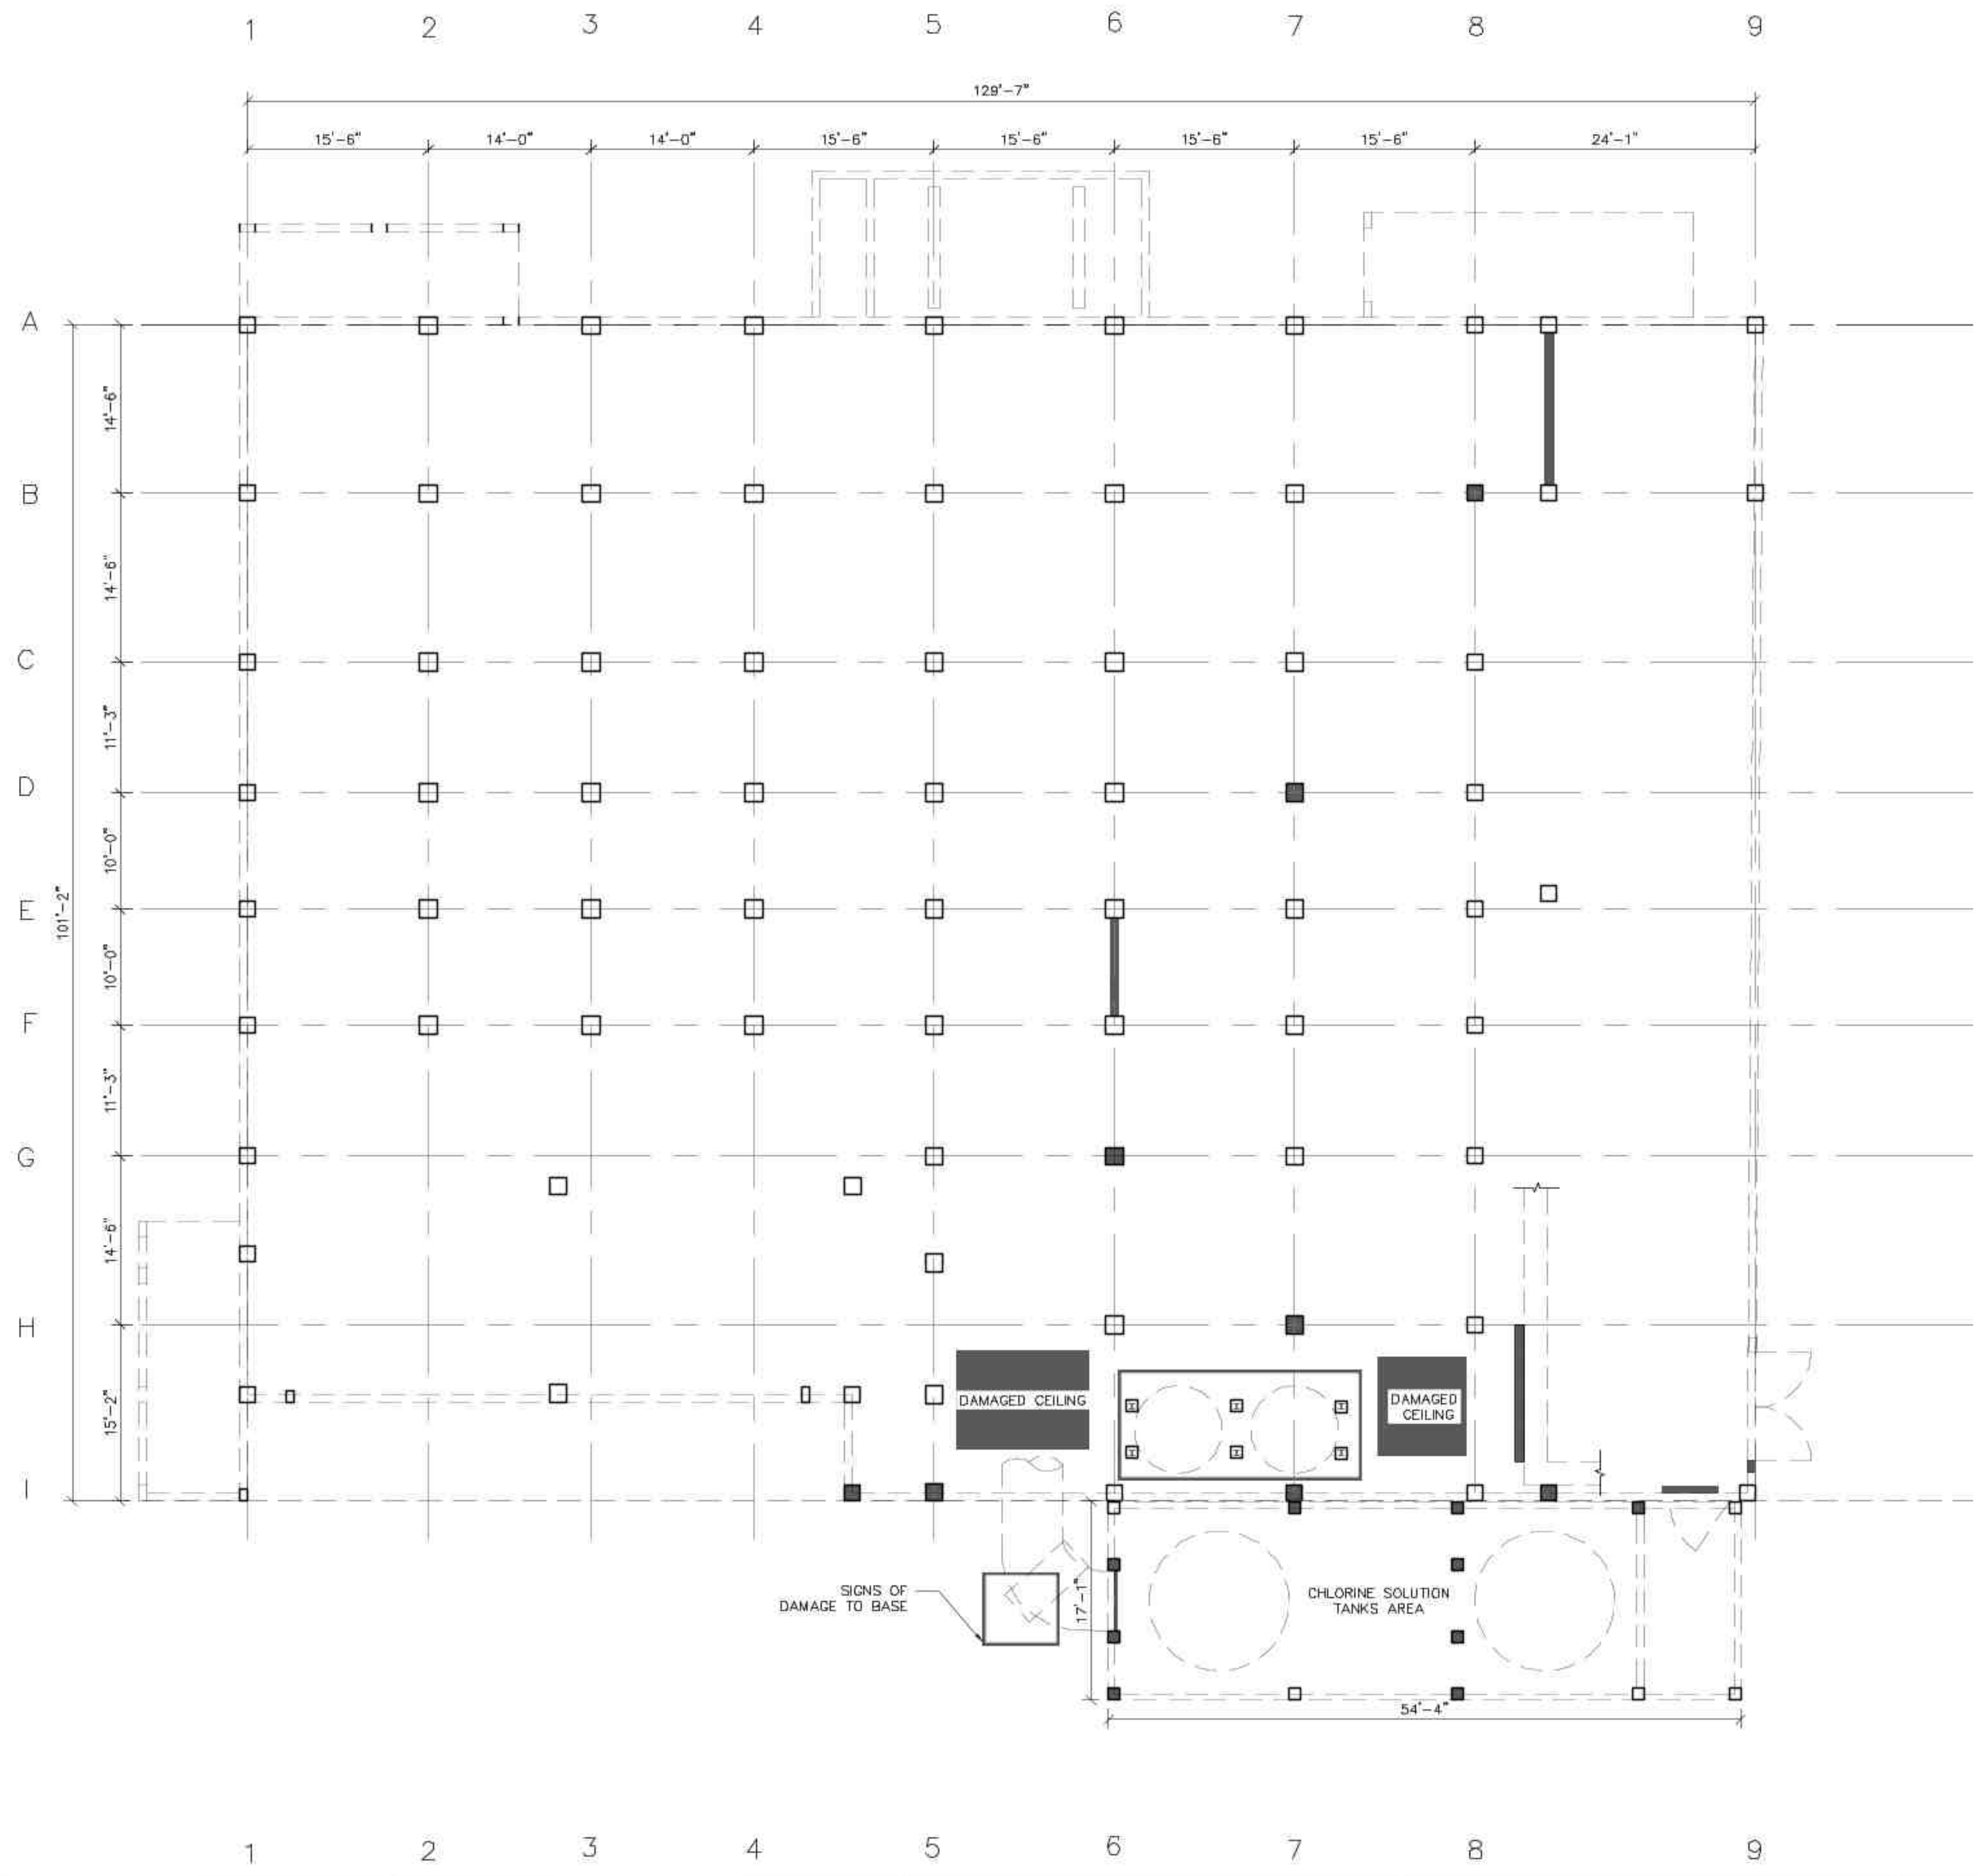 1 2 3 4 5 6 7 8 9
129'-7"
15'-6" 14'-0" 14'-0" 15'-6" 15'-6" 15'-6" 15'-6" 24'-1"
A
14'-6"
B
14'-6"
C
11'-3"
D
10'-0"
101'-2"
E
10'-0"
F
11'-3"
G
14'-6"
H
15'-2"
I
DAMAGED CEILING
DAMAGED
CEILING
SIGNS OF
DAMAGE TO BASE
17'-1"
CHLORINE SOLUTION
TANKS AREA
54'-4"
1 2 3 4 5 6 7 8 9